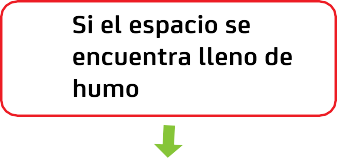 Si el espacio se
encuentra lleno de
humo